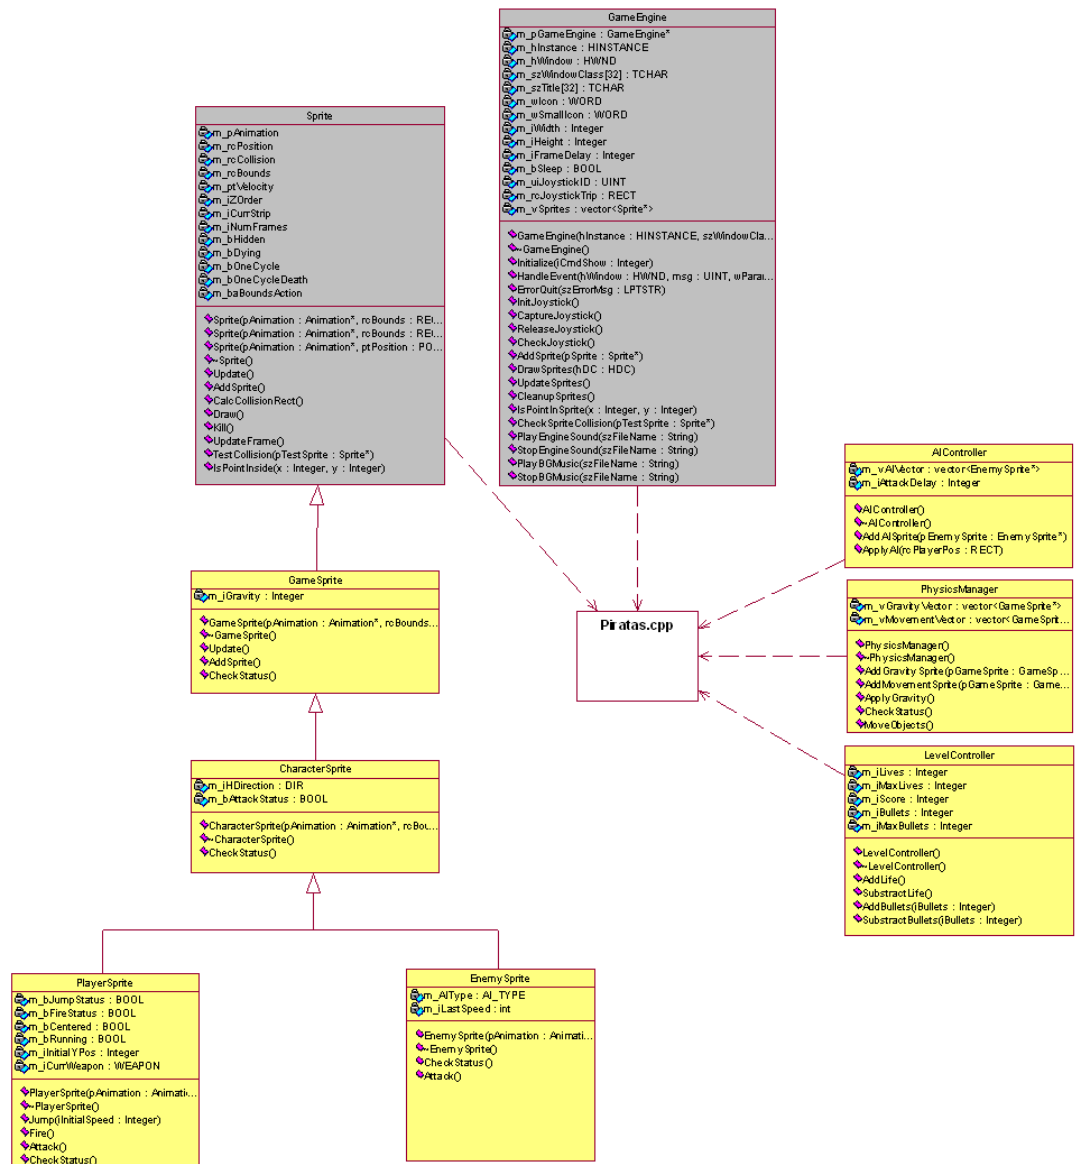 GameEngine
m_pGameEngine : GameEngine*
m_hInstance : HINSTANCE
m_hWindow : HWND
m_szWindowClass[32] : TCHAR
m_szTitle[32] : TCHAR
m_wIcon : WORD
m_wSmallIcon : WORD
m_iWidth : Integer
m_iHeight : Integer
m_iFrameDelay : Integer
m_bSleep : BOOL
m_uiJoystickID : UINT
m_rcJoystickTrip : RECT
m_vSprites : vector<Sprite*>
GameEngine(hInstance : HINSTANCE, szWindowCla...
~GameEngine()
Initialize(iCmdShow : Integer)
HandleEvent(hWindow : HWND, msg : UINT, wParai...
ErrorQuit(szErrorMsg : LPTSTR)
InitJoystick()
CaptureJoystick()
ReleaseJoystick()
CheckJoystick()
AddSprite(pSprite : Sprite*)
DrawSprites(hDC : HDC)
UpdateSprites()
CleanupSprites()
IsPointInSprite(x : Integer, y : Integer)
CheckSpriteCollision(pTestSprite : Sprite*)
PlayEngineSound(szFileName : String)
StopEngineSound(szFileName : String)
PlayBGMusic(szFileName : String)
StopBGMusic(szFileName : String)
Sprite
m_pAnimation
m_rcPosition
m_rcCollision
m_rcBounds
m_ptVelocity
m_iZOrder
m_iCurrStrip
m_iNumFrames
m_bHidden
m_bDying
m_bOneCycle
m_bOneCycleDeath
m_baBoundsAction
Sprite(pAnimation : Animation*, rcBounds : REC...
Sprite(pAnimation : Animation*, rcBounds : REC...
Sprite(pAnimation : Animation*, ptPosition : PO...
~Sprite()
Update()
AddSprite()
CalcCollisionRect()
Draw()
Kill()
UpdateFrame()
TestCollision(pTestSprite : Sprite*)
IsPointInside(x : Integer, y : Integer)
AIController
m_vAIVector : vector<EnemySprite*>
m_iAttackDelay : Integer
AIController()
~AIController()
AddAISprite(pEnemySprite : EnemySprite*)
ApplyAI(rcPlayerPos : RECT)
GameSprite
m_iGravity : Integer
GameSprite(pAnimation : Animation*, rcBounds...
~GameSprite()
Update()
AddSprite()
CheckStatus()
Piratas.cpp
PhysicsManager
m_vGravityVector : vector<GameSprite*>
m_vMovementVector : vector<GameSprit...
PhysicsManager()
~PhysicsManager()
AddGravitySprite(pGameSprite : GameSp...
AddMovementSprite(pGameSprite : Game...
ApplyGravity()
CheckStatus()
MoveObjects()
LevelController
m_iLives : Integer
m_iMaxLives : Integer
m_iScore : Integer
m_iBullets : Integer
m_iMaxBullets : Integer
LevelController()
~LevelController()
AddLife()
SubstractLife()
AddBullets(iBullets : Integer)
SubstractBullets(iBullets : Integer)
CharacterSprite
m_iHDirection : DIR
m_bAttackStatus : BOOL
CharacterSprite(pAnimation : Animation*, rcBou...
~CharacterSprite()
CheckStatus()
PlayerSprite
m_bJumpStatus : BOOL
m_bFireStatus : BOOL
m_bCentered : BOOL
m_bRunning : BOOL
m_iInitialYPos : Integer
m_iCurrWeapon : WEAPON
PlayerSprite(pAnimation : Animati...
~PlayerSprite()
Jump(iInitialSpeed : Integer)
Fire()
Attack()
CheckStatus()
EnemySprite
m_AIType : AI_TYPE
m_iLastSpeed : int
EnemySprite(pAnimation : Animati...
~EnemySprite()
CheckStatus()
Attack()